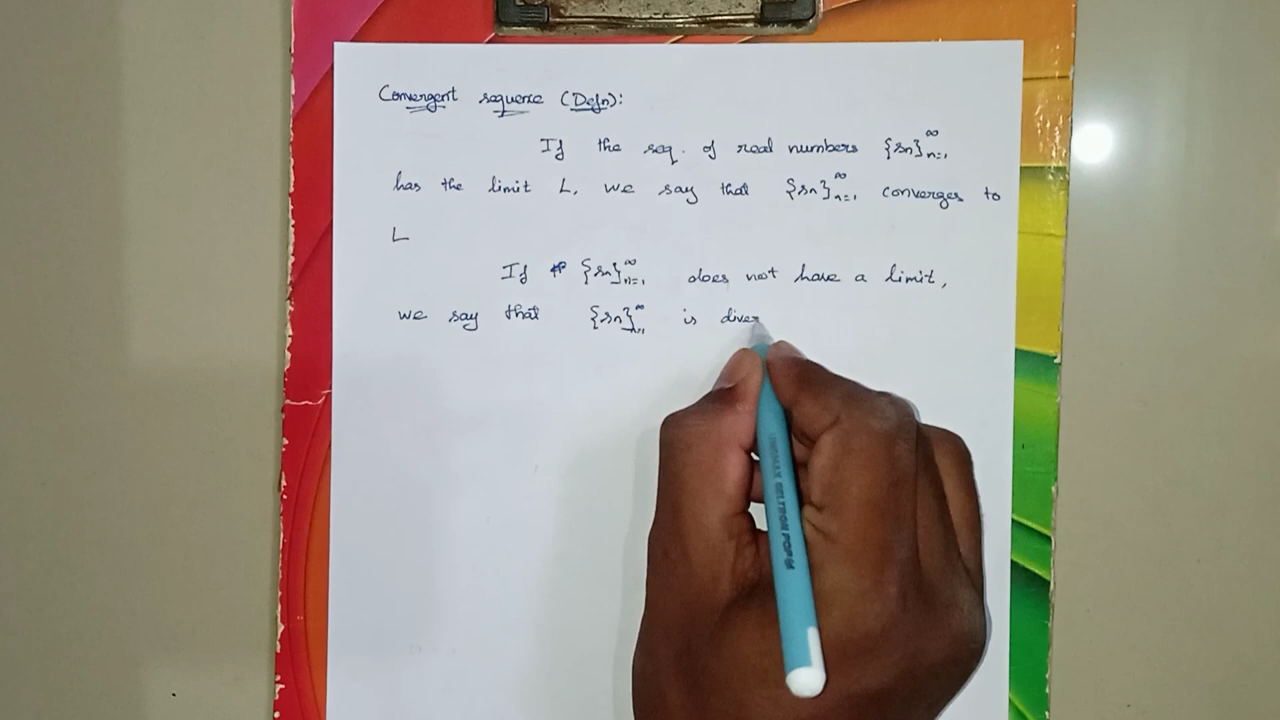 Convergent sequence (Defn):
If the seq. of real numbers {sn}∞n=1
has the limit L, we say that {sn}∞n=1 converges to
L
If {sn}∞n=1 does not have a limit,
we say that {sn}∞n=1 is diver